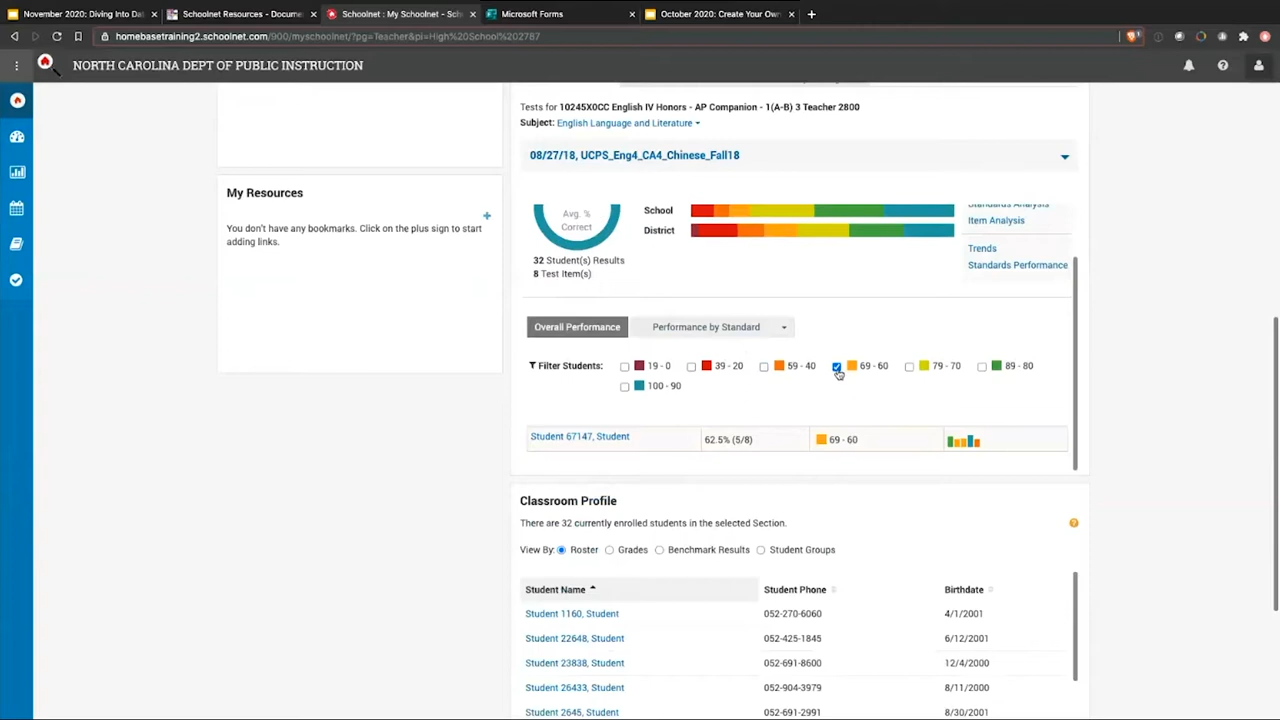 November 2020: Diving Into Dat
Schoolnet Resources - Docume
Schoolnet : My Schoolnet - Sch
Microsoft Forms
October 2020: Create Your Own
homebasetraining2.schoolnet.com/900/myschoolnet/?pg=Teacher&pi=High%20School%202787
NORTH CAROLINA DEPT OF PUBLIC INSTRUCTION
My Resources
You don't have any bookmarks. Click on the plus sign to start
adding links.
Tests for 10245X0CC English IV Honors - AP Companion - 1(A-B) 3 Teacher 2800
Subject: English Language and Literature
08/27/18, UCPS_Eng4_CA4_Chinese_Fall18
Avg. %
Correct
32 Student(s) Results
8 Test Item(s)
School
District
Standards Analysis
Item Analysis
Trends
Standards Performance
Overall Performance
Performance by Standard
Filter Students: 19 - 0 39 - 20 59 - 40 69 - 60 79 - 70 89 - 80
100 - 90
Student 67147, Student 62.5% (5/8) 69 - 60
Classroom Profile
There are 32 currently enrolled students in the selected Section.
View By: Roster Grades Benchmark Results Student Groups
Student Name Student Phone Birthdate
Student 1160, Student 052-270-6060 4/1/2001
Student 22648, Student 052-425-1845 6/12/2001
Student 23838, Student 052-691-8600 12/4/2000
Student 26433, Student 052-904-3979 8/11/2000
Student 2645, Student 052-691-2991 8/30/2001